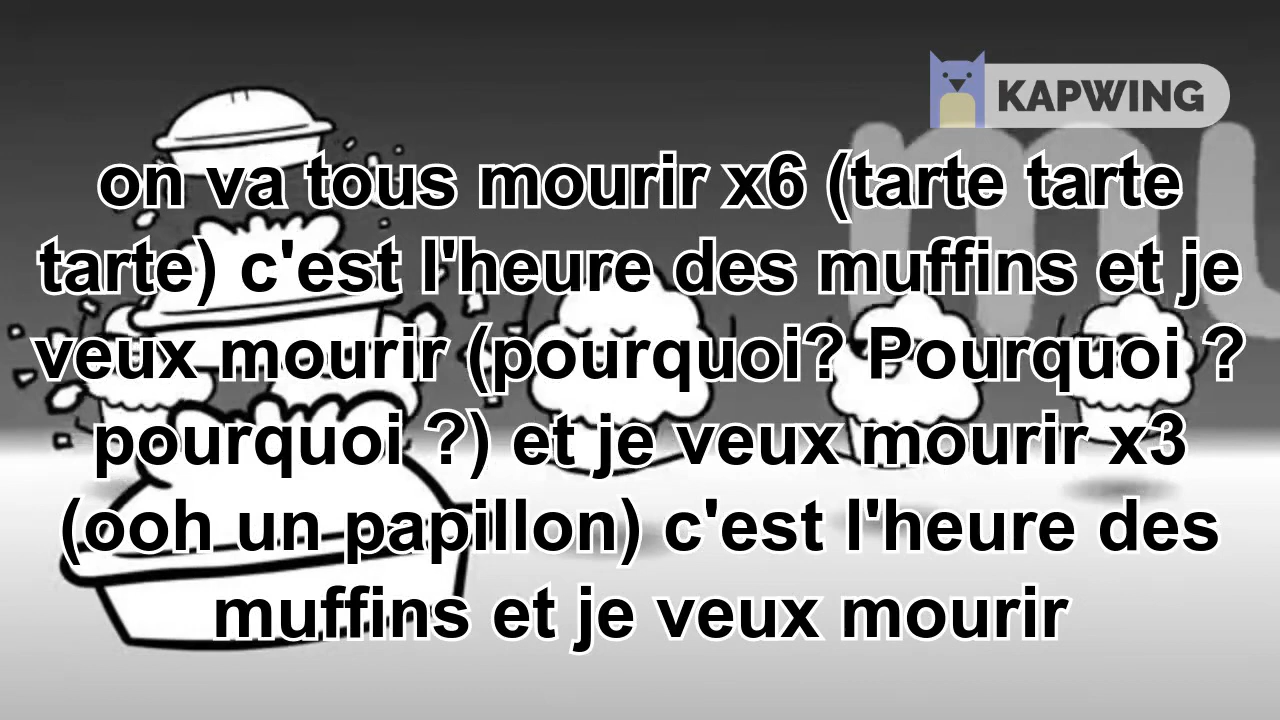 KAPWING
on va tous mourir x6 (tarte tarte
tarte) c'est l'heure des muffins et je
veux mourir (pourquoi? Pourquoi ?
pourquoi ?) et je veux mourir x3
(ooh un papillon) c'est l'heure des
muffins et je veux mourir